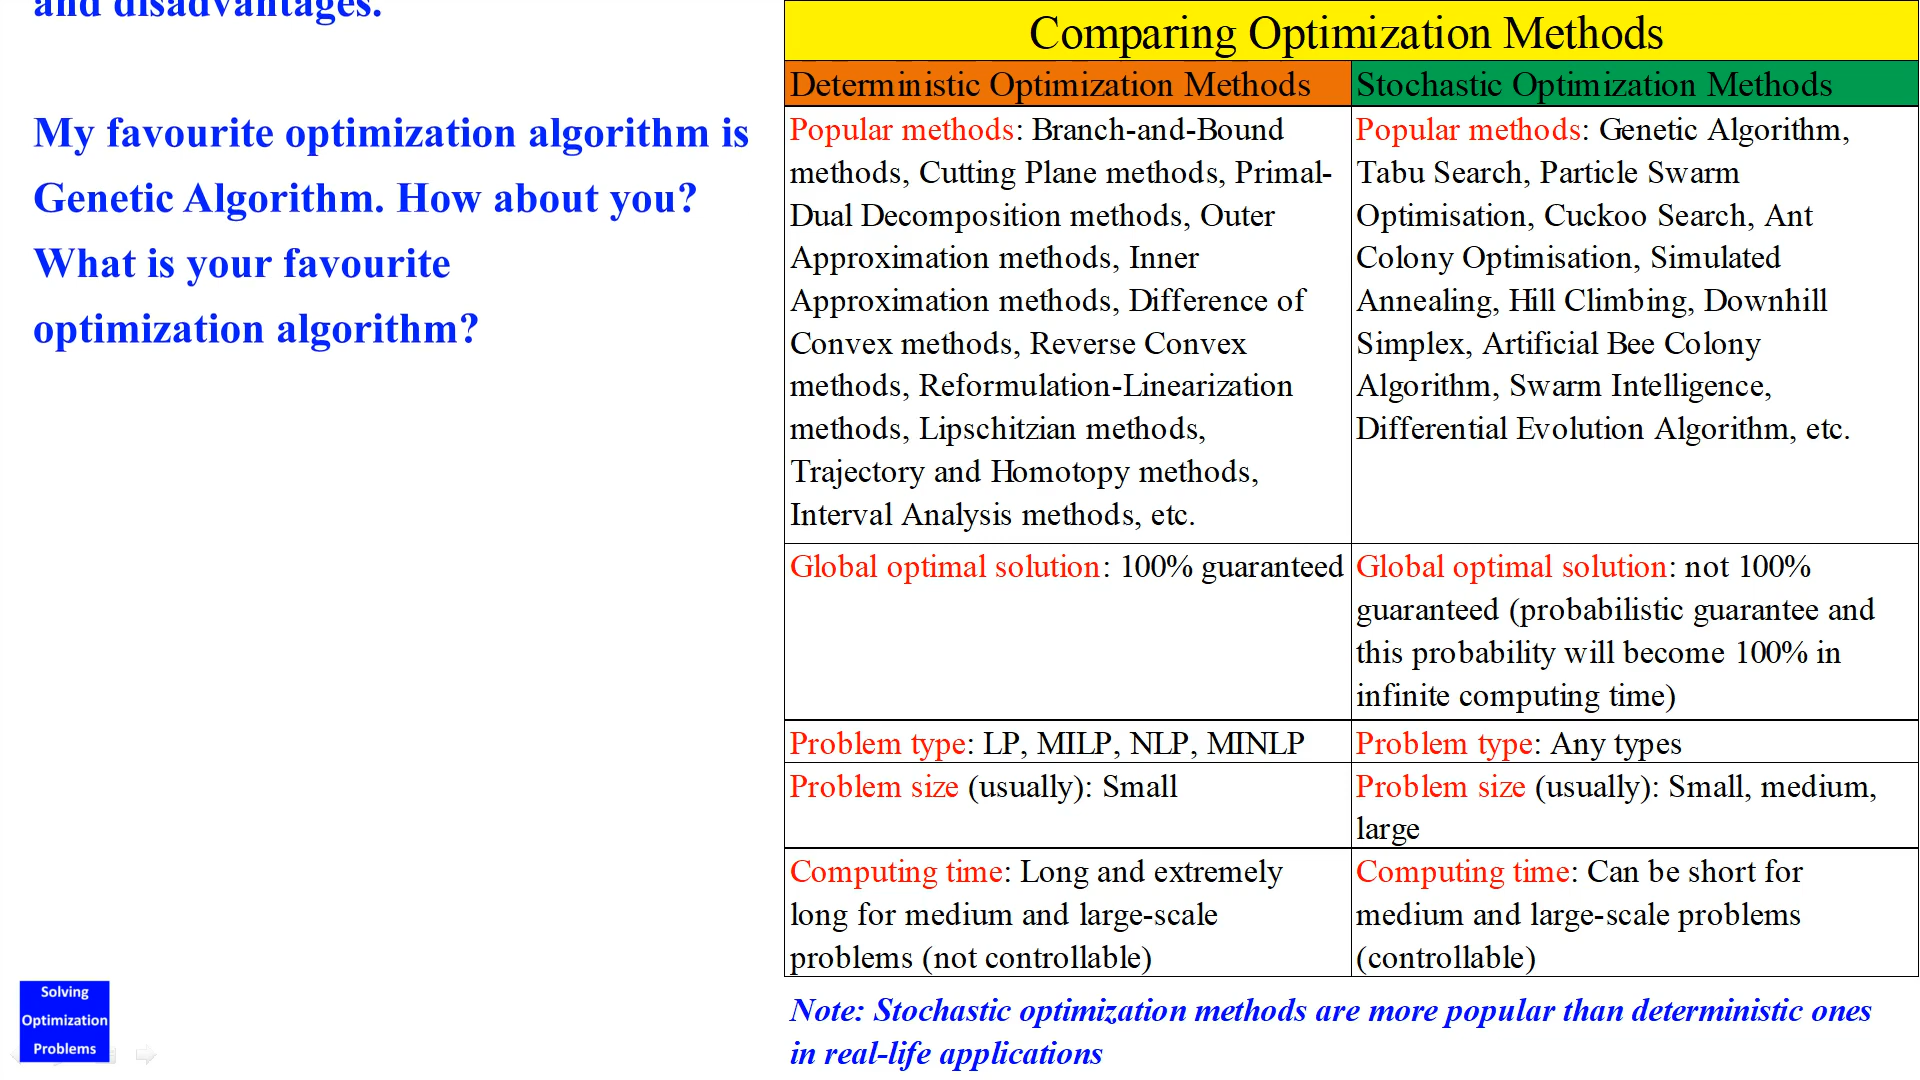 and disadvantages.
My favourite optimization algorithm is
Genetic Algorithm. How about you?
What is your favourite
optimization algorithm?
Solving
Optimization
Problems
Comparing Optimization Methods
Deterministic Optimization Methods
Stochastic Optimization Methods
Popular methods: Branch-and-Bound
methods, Cutting Plane methods, Primal-
Dual Decomposition methods, Outer
Approximation methods, Inner
Approximation methods, Difference of
Convex methods, Reverse Convex
methods, Reformulation-Linearization
methods, Lipschitzian methods,
Trajectory and Homotopy methods,
Interval Analysis methods, etc.
Popular methods: Genetic Algorithm,
Tabu Search, Particle Swarm
Optimisation, Cuckoo Search, Ant
Colony Optimisation, Simulated
Annealing, Hill Climbing, Downhill
Simplex, Artificial Bee Colony
Algorithm, Swarm Intelligence,
Differential Evolution Algorithm, etc.
Global optimal solution: 100% guaranteed
Global optimal solution: not 100%
guaranteed (probabilistic guarantee and
this probability will become 100% in
infinite computing time)
Problem type: LP, MILP, NLP, MINLP
Problem type: Any types
Problem size (usually): Small
Problem size (usually): Small, medium,
large
Computing time: Long and extremely
long for medium and large-scale
problems (not controllable)
Computing time: Can be short for
medium and large-scale problems
(controllable)
Note: Stochastic optimization methods are more popular than deterministic ones
in real-life applications